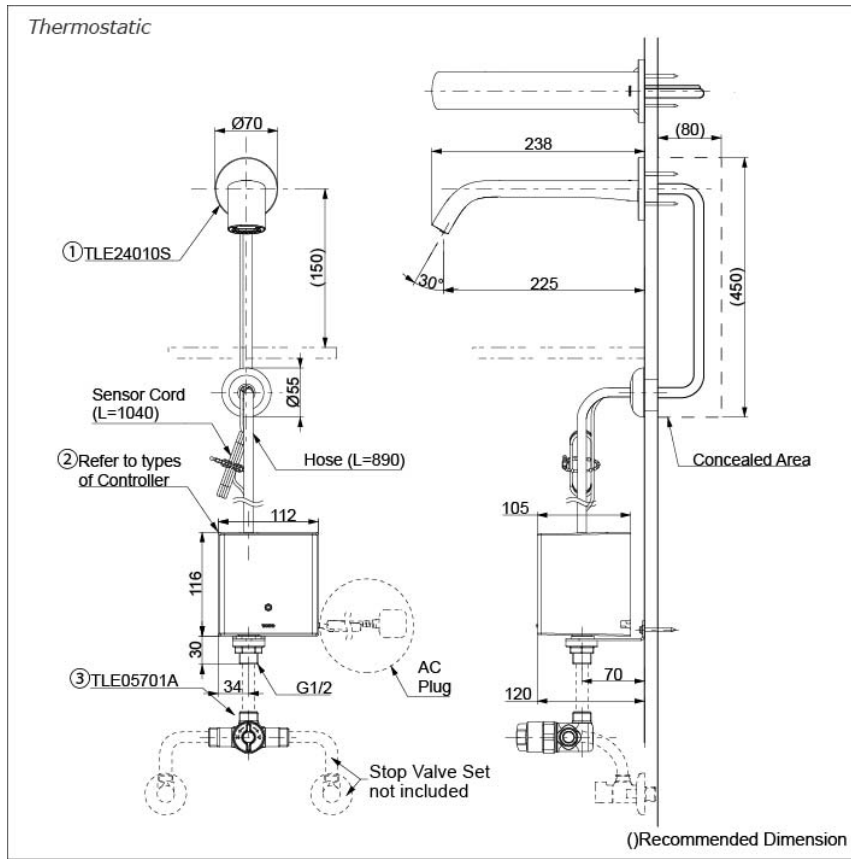 Thermostatic
Ø70
238
(80)
①TLE24010S
(150)
30°
225
(450)
Sensor Cord
(L=1040)
Ø55
Hose (L=890)
Concealed Area
②Refer to types
of Controller
112
105
116
30
34
G1/2
AC
Plug
③TLE05701A
70
120
Stop Valve Set
not included
()Recommended Dimension